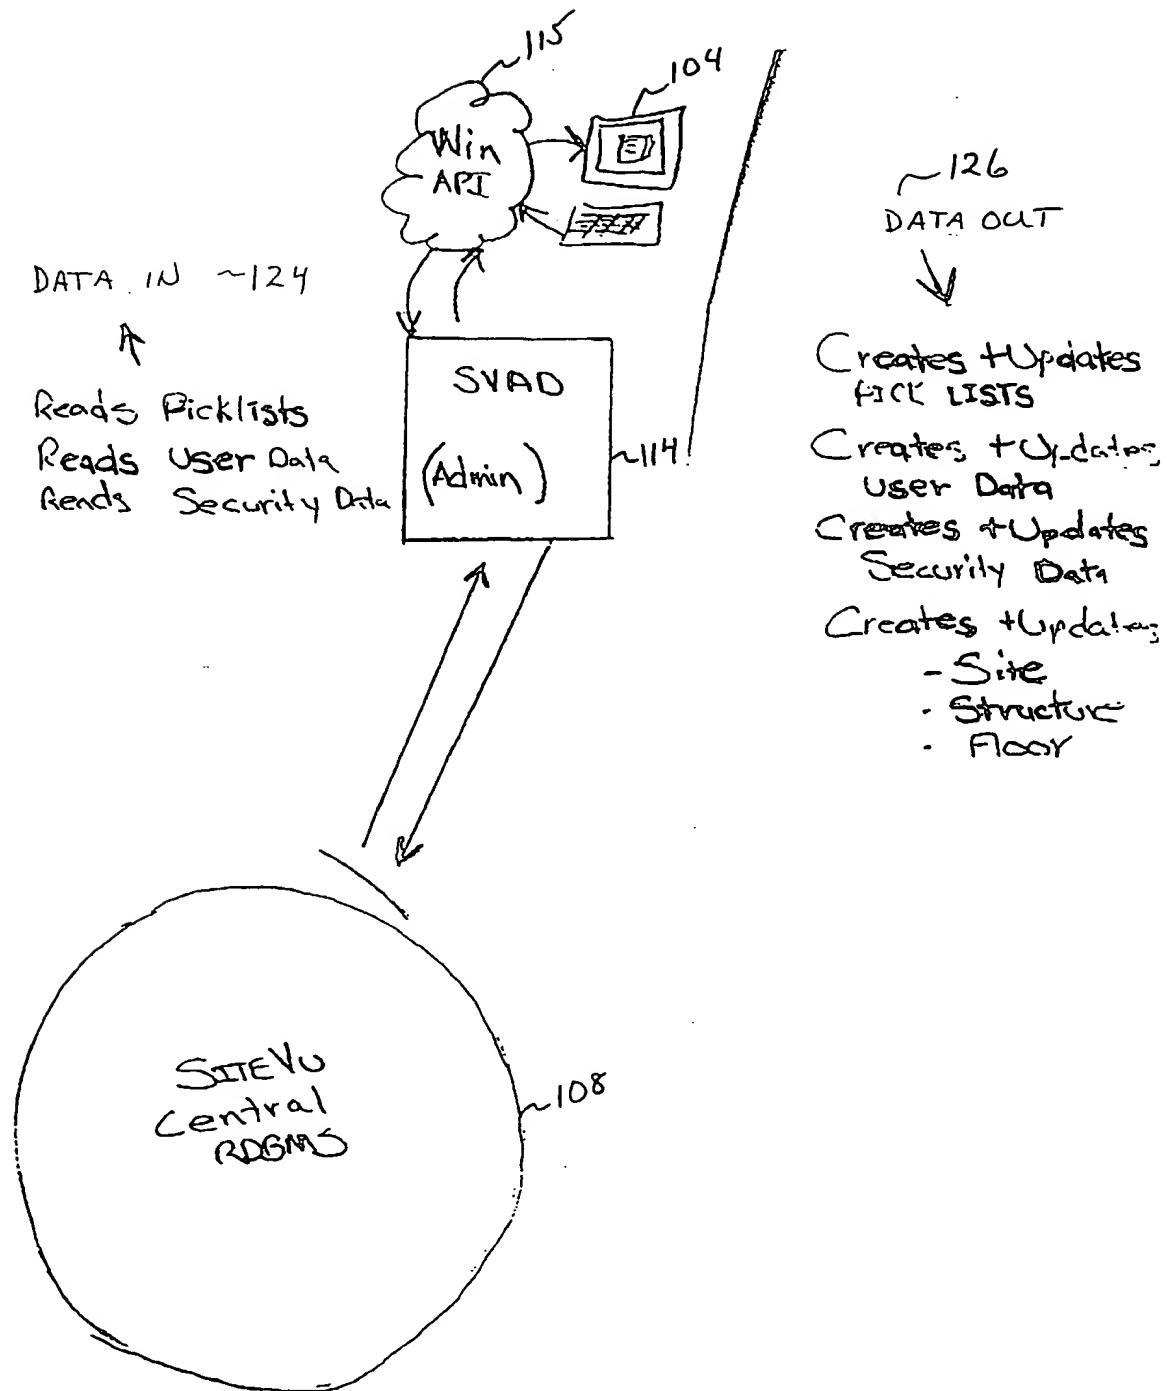 ~115
~104
Win
API
~126
DATA OUT
DATA IN ~124
Reads Picklists
Reads User Data
Reads Security Data
SVAD
(Admin)
~114
Creates + Updates
PICK LISTS
Creates + Updates
User Data
Creates + Updates
Security Data
Creates + Updates
- Site
- Structure
- Floor
SITEVU
Central
RDBMS
~108